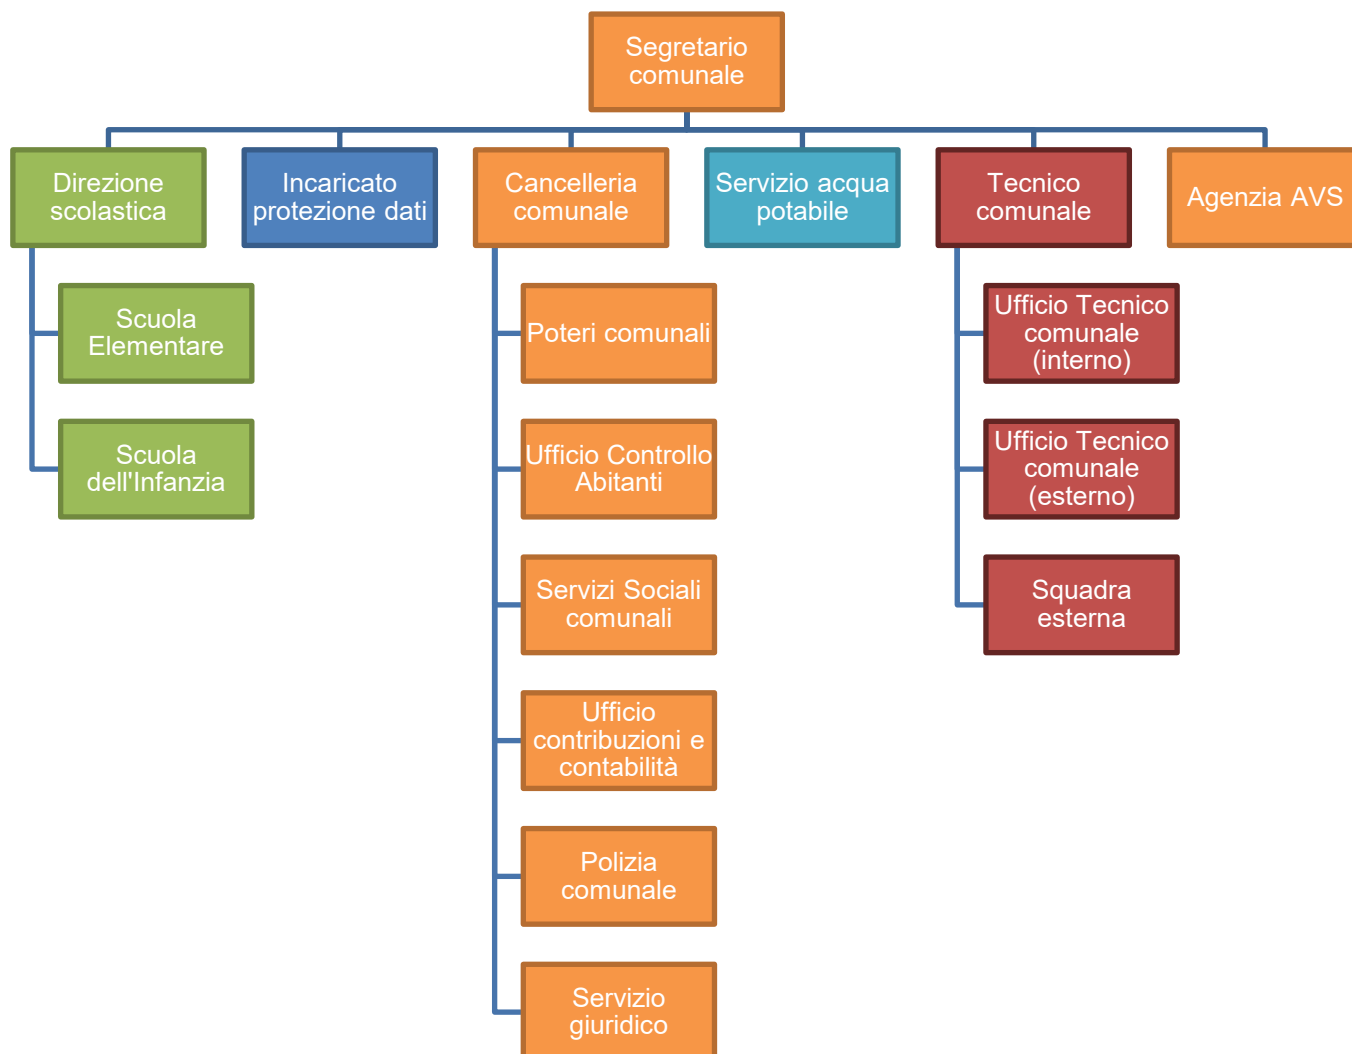 Segretario
comunale
Direzione
scolastica
Incaricato
protezione dati
Cancelleria
comunale
Servizio acqua
potabile
Tecnico
comunale
Agenzia AVS
Scuola
Elementare
Scuola
dell'Infanzia
Poteri comunali
Ufficio Controllo
Abitanti
Servizi Sociali
comunali
Ufficio
contribuzioni e
contabilità
Polizia
comunale
Servizio
giuridico
Ufficio Tecnico
comunale
(interno)
Ufficio Tecnico
comunale
(esterno)
Squadra
esterna